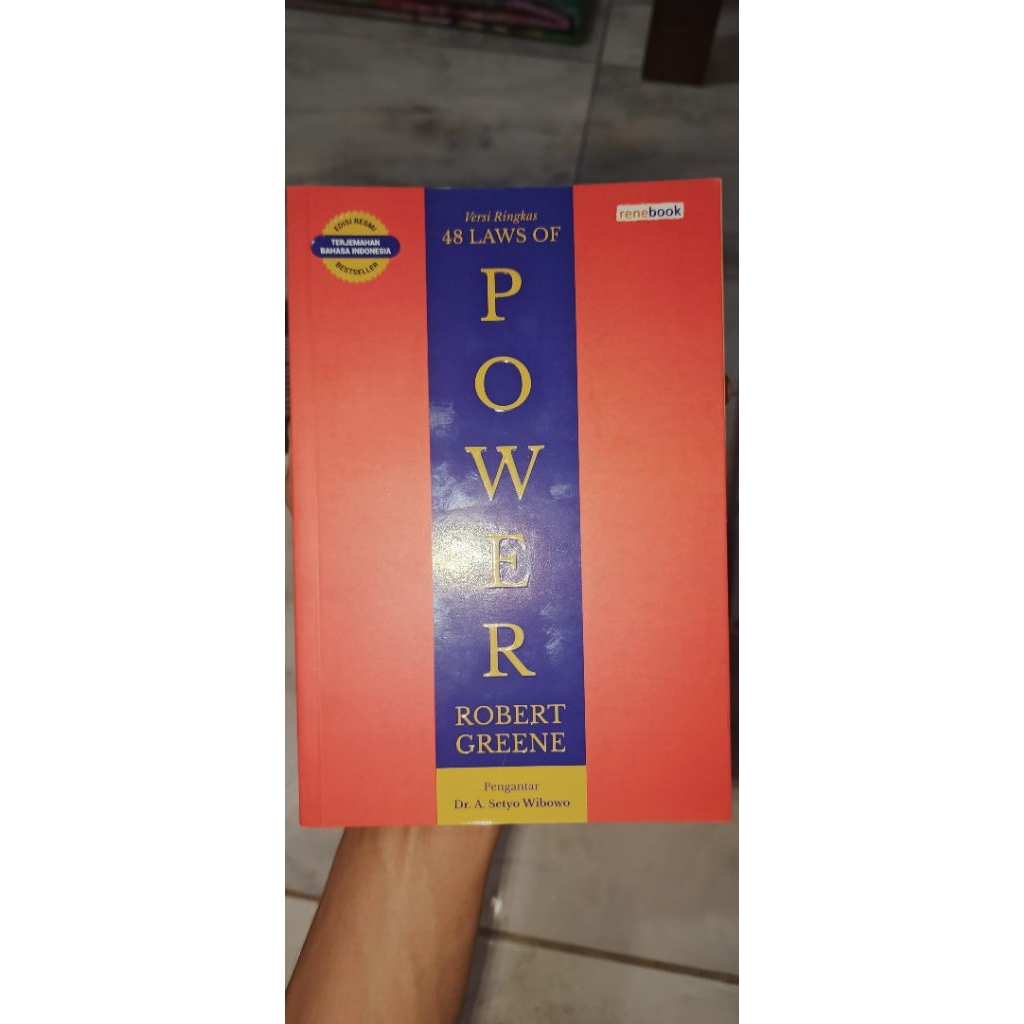 EDISI RESMI
TERJEMAHAN
BAHASA INDONESIA
BESTSELLER
Versi Ringkas
48 LAWS OF
P
O
W
E
R
ROBERT
GREENE
Pengantar
Dr. A. Setyo Wibowo
renebook